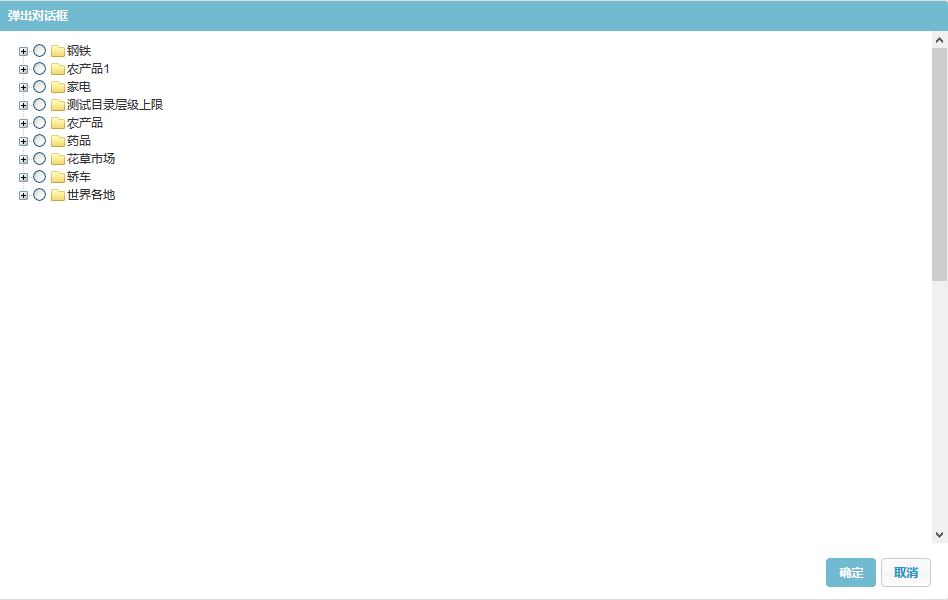 弹出对话框
钢铁
农产品1
家电
测试目录层级上限
农产品
药品
花草市场
轿车
世界各地
确定 取消